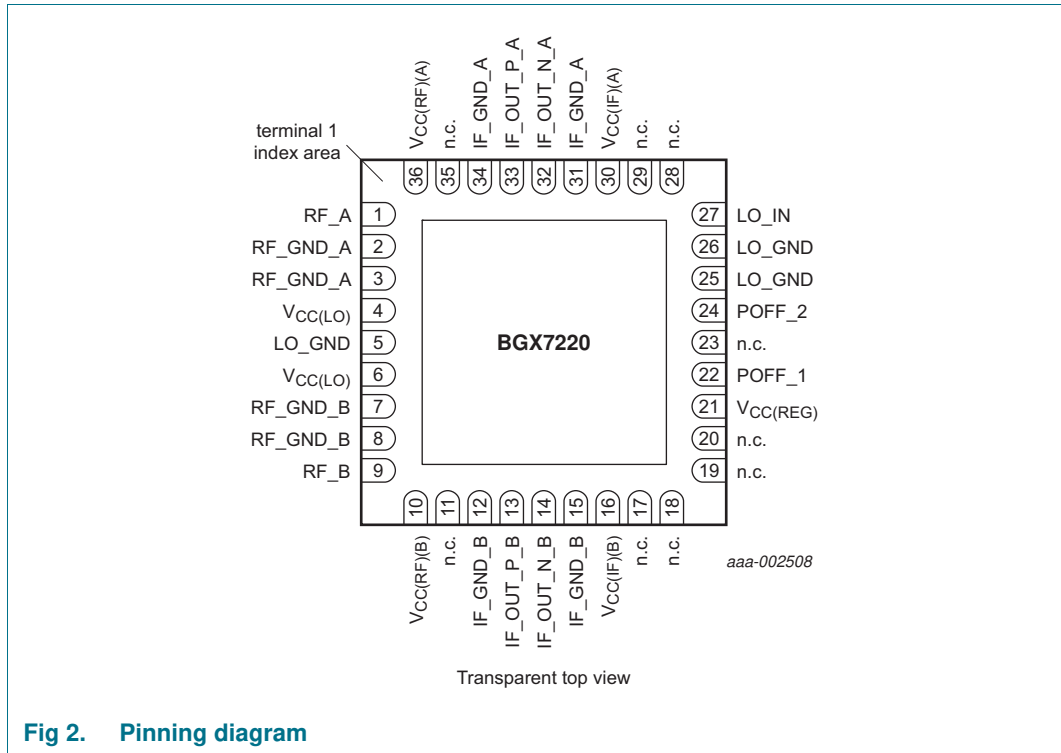 VCC(RF)(A)
n.c.
IF_GND_A
IF_OUT_P_A
IF_OUT_N_A
IF_GND_A
VCC(IF)(A)
n.c.
n.c.
terminal 1
index area
36
35
34
33
32
31
30
29
28
RF_A 1
RF_GND_A 2
RF_GND_A 3
VCC(LO) 4
LO_GND 5
VCC(LO) 6
RF_GND_B 7
RF_GND_B 8
RF_B 9
BGX7220
27 LO_IN
26 LO_GND
25 LO_GND
24 POFF_2
23 n.c.
22 POFF_1
21 VCC(REG)
20 n.c.
19 n.c.
10
11
12
13
14
15
16
17
18
VCC(RF)(B)
n.c.
IF_GND_B
IF_OUT_P_B
IF_OUT_N_B
IF_GND_B
VCC(IF)(B)
n.c.
n.c.
aaa-002508
Transparent top view
Fig 2. Pinning diagram